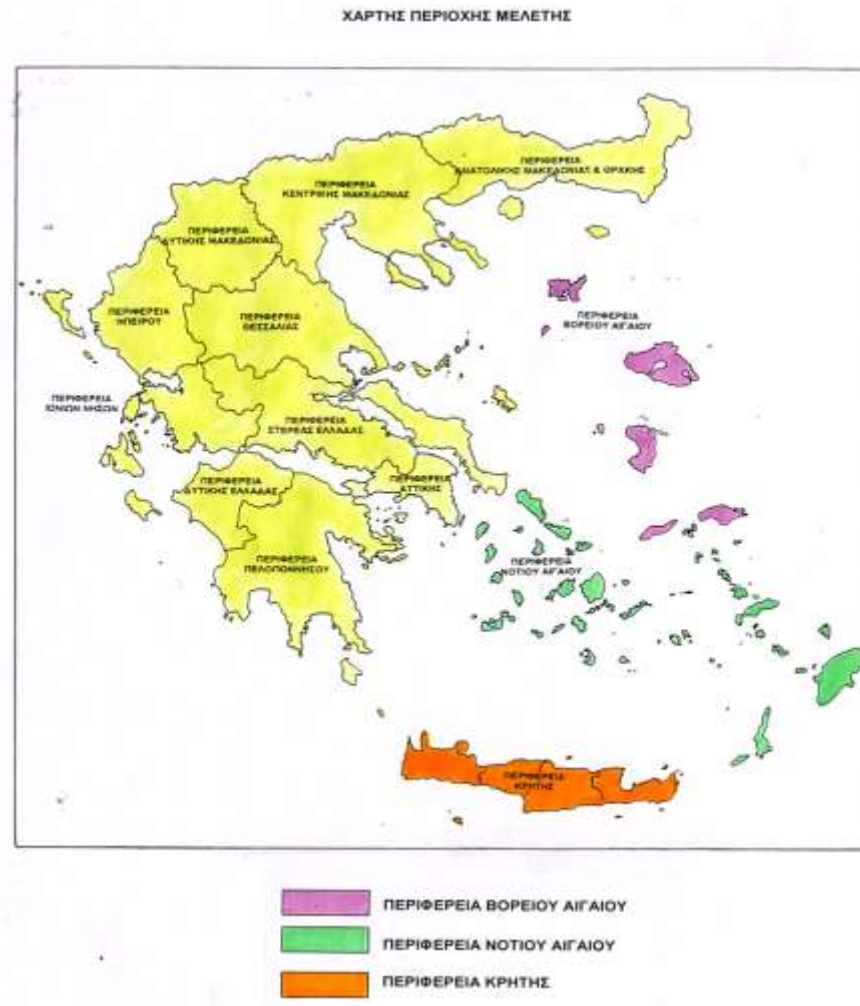 ΧΑΡΤΗΣ ΠΕΡΙΟΧΗΣ ΜΕΛΕΤΗΣ
ΠΕΡΙΦΕΡΕΙΑ
ΑΝΑΤΟΛΙΚΗΣ ΜΑΚΕΔΟΝΙΑΣ & ΘΡΑΚΗΣ
ΠΕΡΙΦΕΡΕΙΑ
ΚΕΝΤΡΙΚΗΣ ΜΑΚΕΔΟΝΙΑΣ
ΠΕΡΙΦΕΡΕΙΑ
ΔΥΤΙΚΗΣ ΜΑΚΕΔΟΝΙΑΣ
ΠΕΡΙΦΕΡΕΙΑ
ΗΠΕΙΡΟΥ
ΠΕΡΙΦΕΡΕΙΑ
ΘΕΣΣΑΛΙΑΣ
ΠΕΡΙΦΕΡΕΙΑ
ΒΟΡΕΙΟΥ ΑΙΓΑΙΟΥ
ΠΕΡΙΦΕΡΕΙΑ
ΙΟΝΙΩΝ ΝΗΣΩΝ
ΠΕΡΙΦΕΡΕΙΑ
ΣΤΕΡΕΑΣ ΕΛΛΑΔΑΣ
ΠΕΡΙΦΕΡΕΙΑ
ΔΥΤΙΚΗΣ ΕΛΛΑΔΑΣ
ΠΕΡΙΦΕΡΕΙΑ
ΑΤΤΙΚΗΣ
ΠΕΡΙΦΕΡΕΙΑ
ΠΕΛΟΠΟΝΝΗΣΟΥ
ΠΕΡΙΦΕΡΕΙΑ
ΝΟΤΙΟΥ ΑΙΓΑΙΟΥ
ΠΕΡΙΦΕΡΕΙΑ
ΚΡΗΤΗΣ
ΠΕΡΙΦΕΡΕΙΑ ΒΟΡΕΙΟΥ ΑΙΓΑΙΟΥ
ΠΕΡΙΦΕΡΕΙΑ ΝΟΤΙΟΥ ΑΙΓΑΙΟΥ
ΠΕΡΙΦΕΡΕΙΑ ΚΡΗΤΗΣ